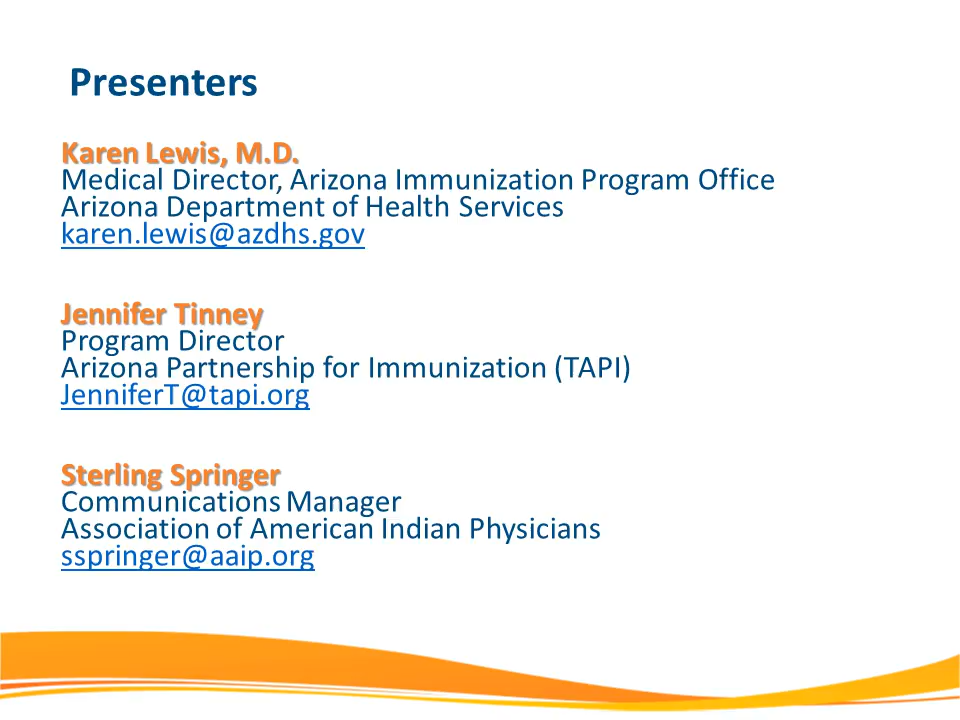 Presenters
Karen Lewis, M.D.
Medical Director, Arizona Immunization Program Office
Arizona Department of Health Services
karen.lewis@azdhs.gov
Jennifer Tinney
Program Director
Arizona Partnership for Immunization (TAPI)
JenniferT@tapi.org
Sterling Springer
Communications Manager
Association of American Indian Physicians
sspringer@aaip.org